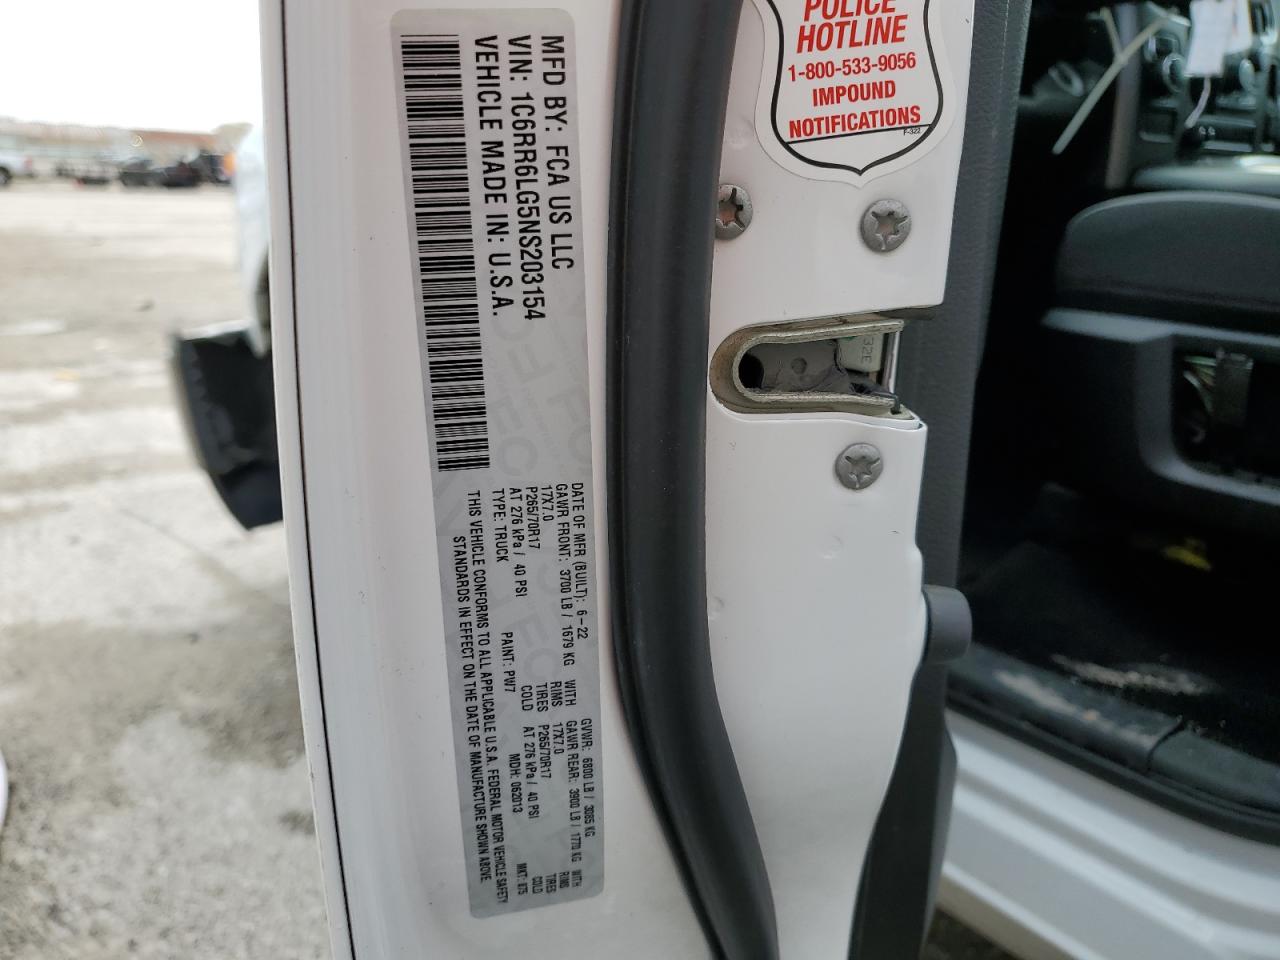 MFD BY: FCA US LLC
VIN: 1C6RR6LG5NS203154
VEHICLE MADE IN: U.S.A.
DATE OF MFR (BUILT): 6-22 GVWR: 6800 LB / 3085 KG
GAWR FRONT: 3700 LB / 1679 KG WITH GAWR REAR: 3900 LB / 1770 KG WITH
17X7.0 RIMS 17X7.0 RIMS
P265/70R17 TIRES P265/70R17 TIRES
AT 276 kPa / 40 PSI COLD AT 276 kPa / 40 PSI COLD
TYPE: TRUCK PAINT: PW7 MDH: 062013 MKT: 675
THIS VEHICLE CONFORMS TO ALL APPLICABLE U.S.A. FEDERAL MOTOR VEHICLE SAFETY
STANDARDS IN EFFECT ON THE DATE OF MANUFACTURE SHOWN ABOVE.
POLICE
HOTLINE
1-800-533-9056
IMPOUND
NOTIFICATIONS
F-322
32E